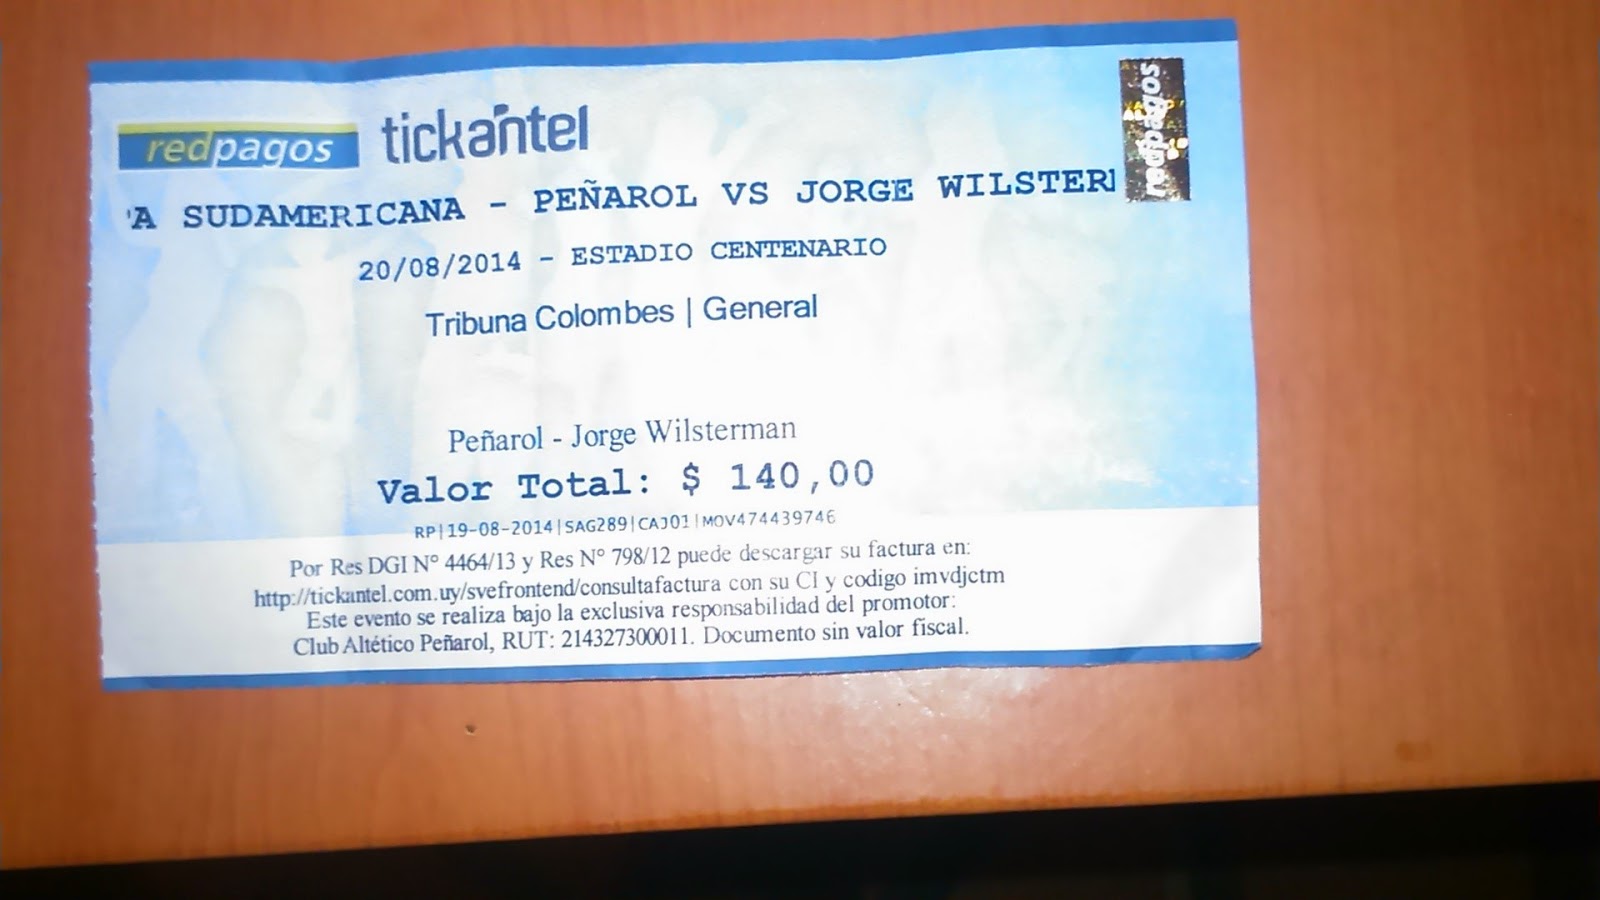 redpagos tickantel
redpagos
'A SUDAMERICANA - PEÑAROL VS JORGE WILSTER
20/08/2014 - ESTADIO CENTENARIO
Tribuna Colombes | General
Peñarol - Jorge Wilsterman
Valor Total: $ 140,00
RP|19-08-2014|SAG289|CAJ01|MOV474439746
Por Res DGI N° 4464/13 y Res N° 798/12 puede descargar su factura en:
http://tickantel.com.uy/svefrontend/consultafactura con su CI y codigo imvdjctm
Este evento se realiza bajo la exclusiva responsabilidad del promotor:
Club Altético Peñarol, RUT: 214327300011. Documento sin valor fiscal.